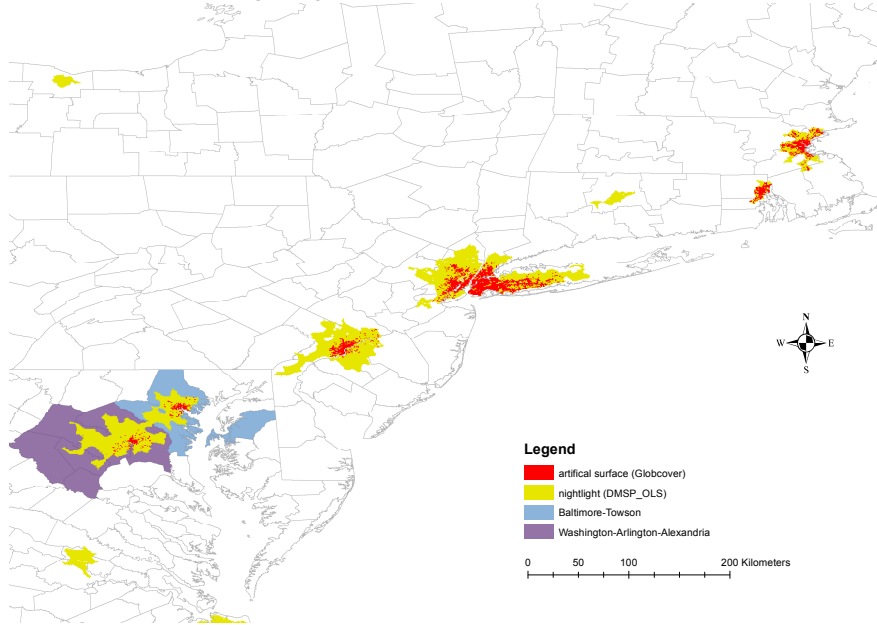 N
W E
S
Legend
artifical surface (Globcover)
nightlight (DMSP_OLS)
Baltimore-Towson
Washington-Arlington-Alexandria
0 50 100 200 Kilometers